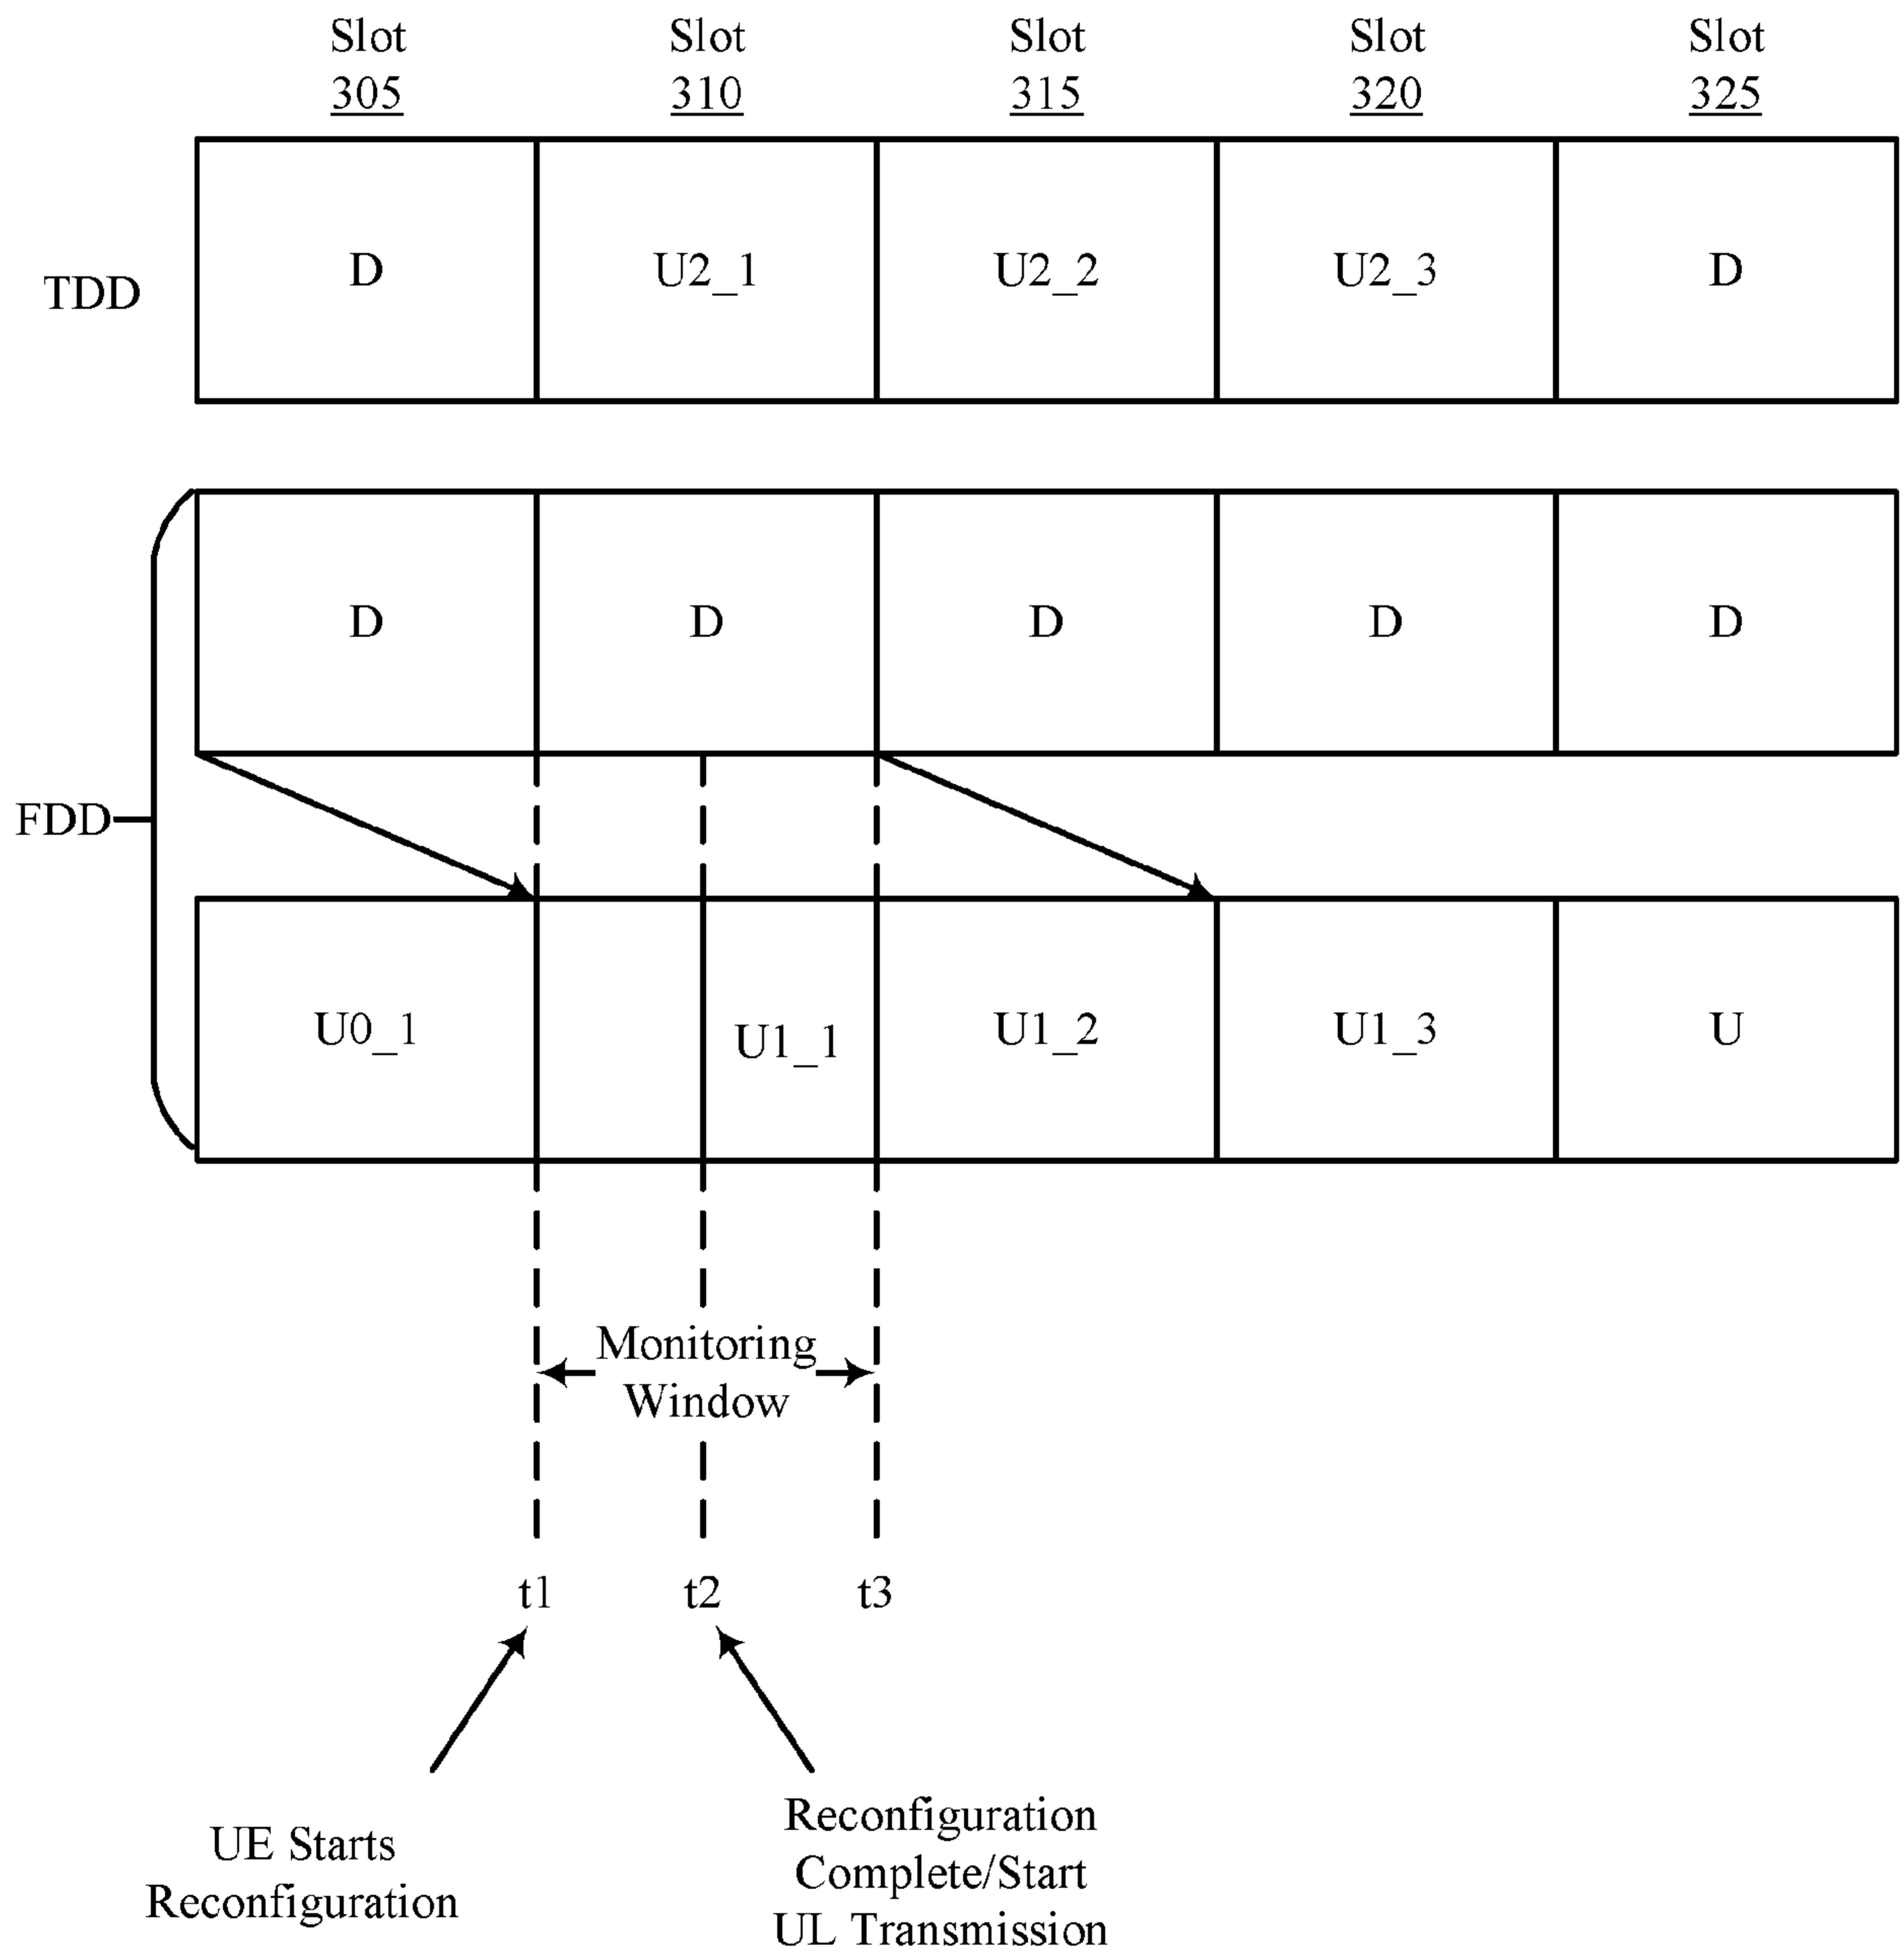 Slot Slot Slot Slot Slot
305 310 315 320 325
TDD D U2_1 U2_2 U2_3 D
D D D D D
FDD
U0_1 U1_1 U1_2 U1_3 U
Monitoring
Window
t1 t2 t3
UE Starts
Reconfiguration
Reconfiguration
Complete/Start
UL Transmission